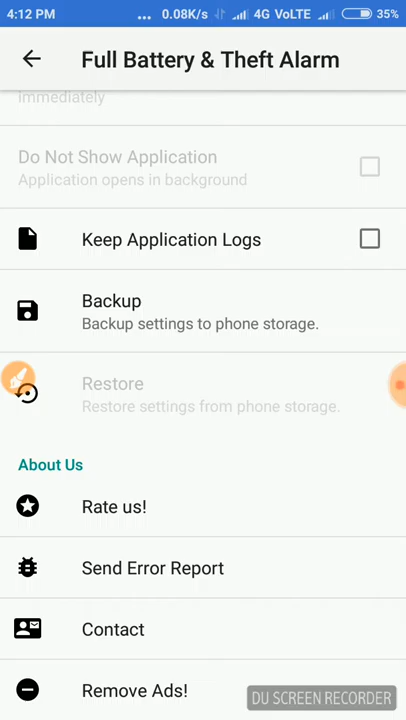 4:12 PM ... 0.08K/s 4G VoLTE 35%
Full Battery & Theft Alarm
immediately
Do Not Show Application
Application opens in background
Keep Application Logs
Backup
Backup settings to phone storage.
Restore
Restore settings from phone storage.
About Us
Rate us!
Send Error Report
Contact
Remove Ads!
DU SCREEN RECORDER